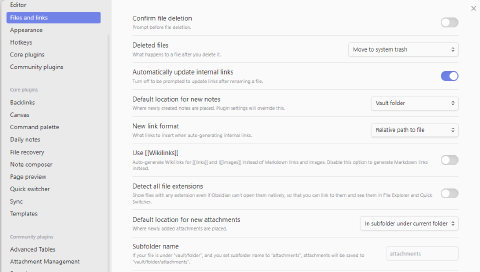 Editor
Files and links
Appearance
Hotkeys
Core plugins
Community plugins
Core plugins
Backlinks
Canvas
Command palette
Daily notes
File recovery
Note composer
Page preview
Quick switcher
Sync
Templates
Community plugins
Advanced Tables
Attachment Management
Confirm file deletion
Prompt before file deletion.
Deleted files
What happens to a file after you delete it.
Move to system trash
Automatically update internal links
Turn off to be prompted to update links after renaming a file.
Default location for new notes
Where newly created notes are placed. Plugin settings will override this.
Vault folder
New link format
What links to insert when auto-generating internal links.
Relative path to file
Use [[Wikilinks]]
Auto-generate Wikilinks for [[links]] and [[images]] instead of Markdown links and images. Disable this option to generate Markdown links
instead.
Detect all file extensions
Show files with any extension even if Obsidian can't open them natively, so that you can link to them and see them in File Explorer and Quick
Switcher.
Default location for new attachments
Where newly added attachments are placed.
In subfolder under current folder
Subfolder name
If your file is under "vault/folder", and you set subfolder name to "attachments", attachments will be saved to
"vault/folder/attachments".
attachments